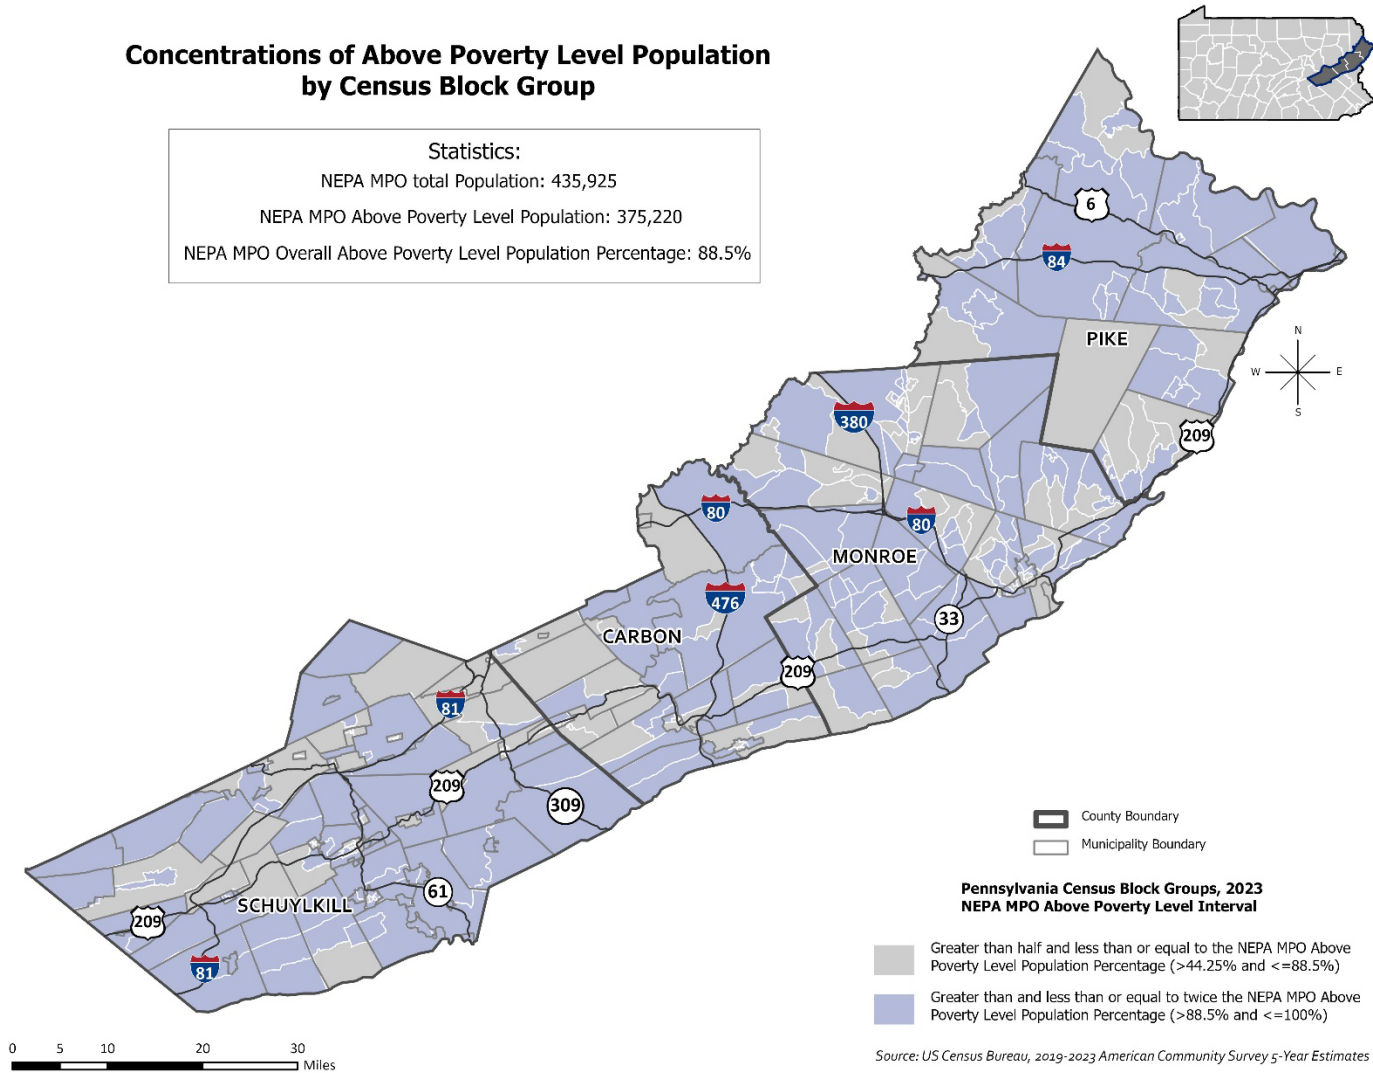 Concentrations of Above Poverty Level Population
by Census Block Group
Statistics:
NEPA MPO total Population: 435,925
NEPA MPO Above Poverty Level Population: 375,220
NEPA MPO Overall Above Poverty Level Population Percentage: 88.5%
6
84
PIKE
N
W
E
S
380
209
80
80
MONROE
476
33
CARBON
209
81
209
309
61
SCHUYLKILL
209
81
County Boundary
Municipality Boundary
Pennsylvania Census Block Groups, 2023
NEPA MPO Above Poverty Level Interval
Greater than half and less than or equal to the NEPA MPO Above
Poverty Level Population Percentage (>44.25% and <=88.5%)
Greater than and less than or equal to twice the NEPA MPO Above
Poverty Level Population Percentage (>88.5% and <=100%)
0 5 10 20 30
Miles
Source: US Census Bureau, 2019-2023 American Community Survey 5-Year Estimates